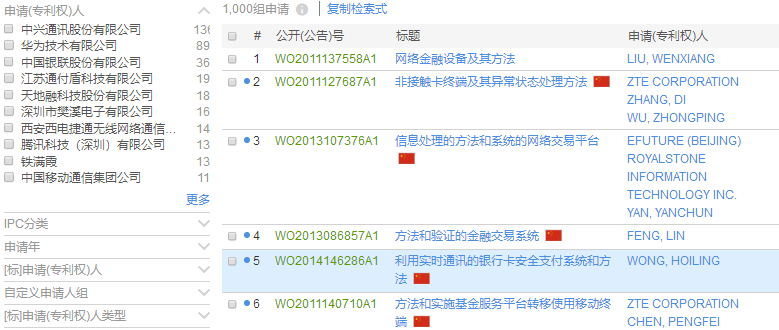 申请(专利权)人
中兴通讯股份有限公司 136
华为技术有限公司 89
中国银联股份有限公司 36
江苏通付盾科技有限公司 19
天地融科技股份有限公司 18
深圳市樊溪电子有限公司 16
西安西电捷通无线网络通信... 14
腾讯科技（深圳）有限公司 13
铁满霞 13
中国移动通信集团公司 11
更多
IPC分类
申请年
[标]申请(专利权)人
自定义申请人组
[标]申请(专利权)人类型
1,000组申请 复制检索式
# 公开(公告)号 标题 申请(专利权)人
1 WO2011137558A1 网络金融设备及其方法 LIU, WENXIANG
2 WO2011127687A1 非接触卡终端及其异常状态处理方法 ZTE CORPORATION
ZHANG, DI
WU, ZHONGPING
3 WO2013107376A1 信息处理的方法和系统的网络交易平台 EFUTURE (BEIJING)
ROYALSTONE
INFORMATION
TECHNOLOGY INC.
YAN, YANCHUN
4 WO2013086857A1 方法和验证的金融交易系统 FENG, LIN
5 WO2014146286A1 利用实时通讯的银行卡安全支付系统和方 WONG, HOILING
法
6 WO2011140710A1 方法和实施基金服务平台转移使用移动终 ZTE CORPORATION
端 CHEN, PENGFEI